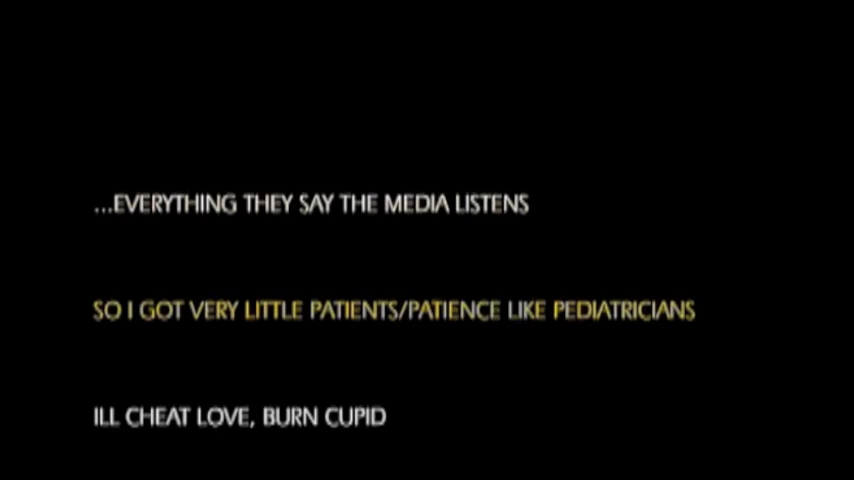 ...EVERYTHING THEY SAY THE MEDIA LISTENS
SO I GOT VERY LITTLE PATIENTS/PATIENCE LIKE PEDIATRICIANS
ILL CHEAT LOVE, BURN CUPID